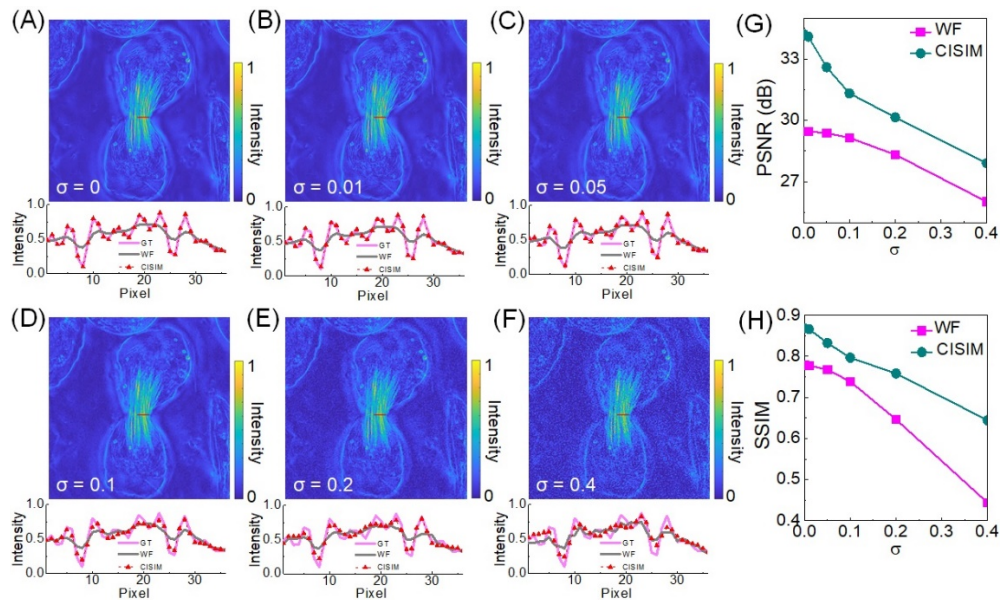 (A)
1
Intensity
0
σ = 0
Intensity
1.0
0.5
0.0
GT
WF
CISIM
10 20 30
Pixel
(B)
1
Intensity
0
σ = 0.01
Intensity
1.0
0.5
0.0
GT
WF
CISIM
10 20 30
Pixel
(C)
1
Intensity
0
σ = 0.05
Intensity
1.0
0.5
0.0
GT
WF
CISIM
10 20 30
Pixel
(G)
WF
CISIM
PSNR (dB)
33
30
27
0.0 0.1 0.2 0.3 0.4
σ
(D)
1
Intensity
0
σ = 0.1
Intensity
1.0
0.5
0.0
GT
WF
CISIM
10 20 30
Pixel
(E)
1
Intensity
0
σ = 0.2
Intensity
1.0
0.5
0.0
GT
WF
CISIM
10 20 30
Pixel
(F)
1
Intensity
0
σ = 0.4
Intensity
1.0
0.5
0.0
GT
WF
CISIM
10 20 30
Pixel
(H)
WF
CISIM
SSIM
0.9
0.8
0.7
0.6
0.5
0.4
0.0 0.1 0.2 0.3 0.4
σ